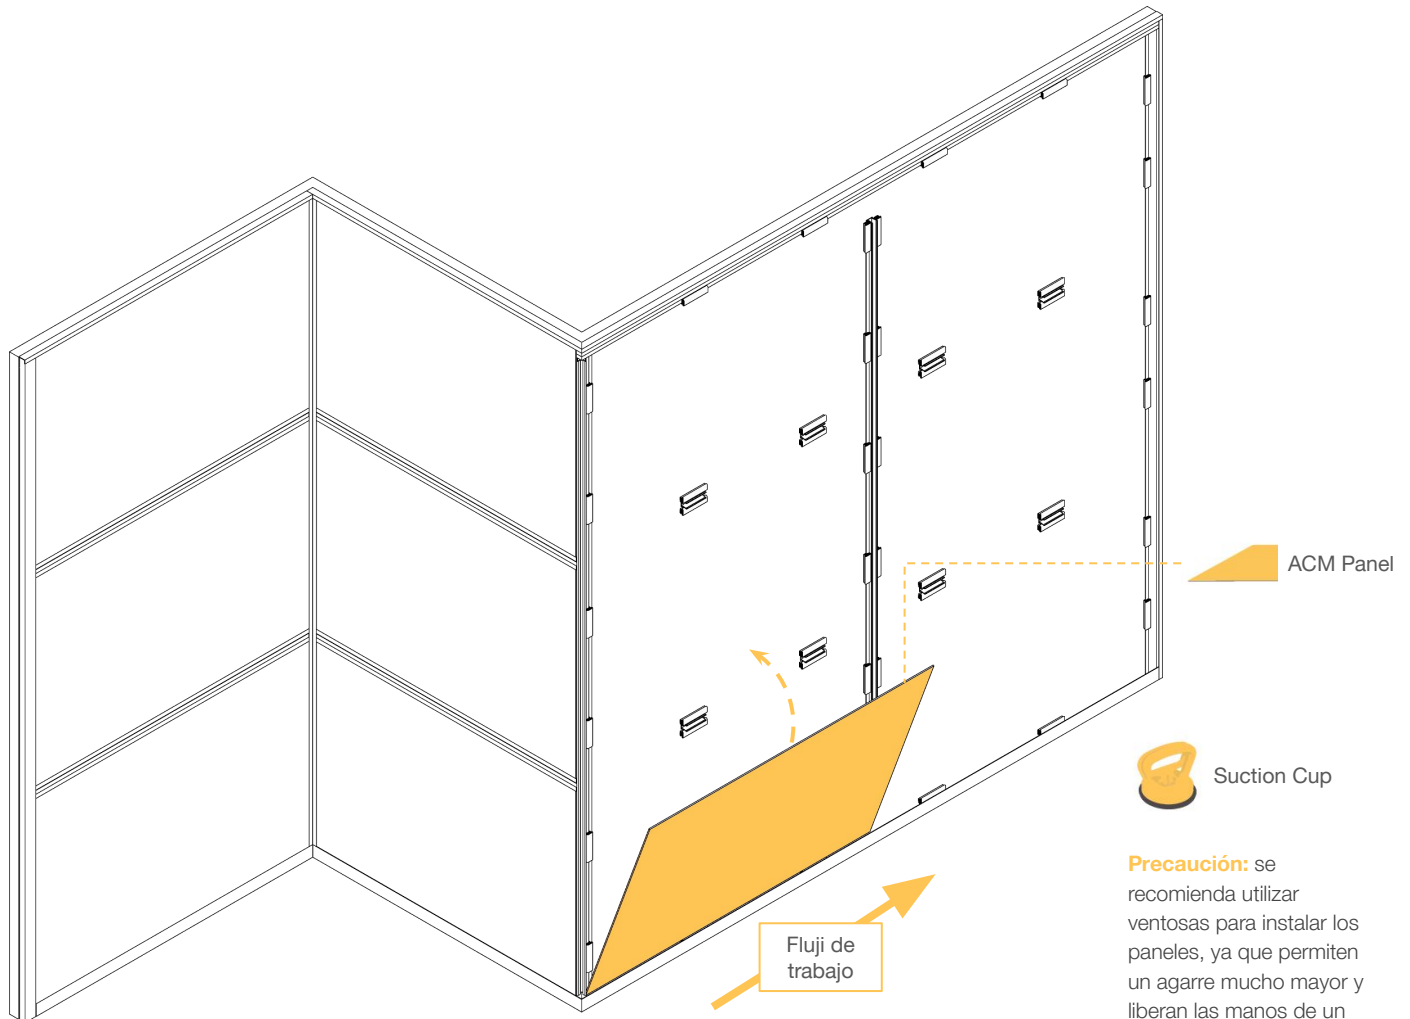 ACM Panel
Suction Cup
Precaución: se
recomienda utilizar
ventosas para instalar los
paneles, ya que permiten
un agarre mucho mayor y
liberan las manos de un
Fluji de
trabajo